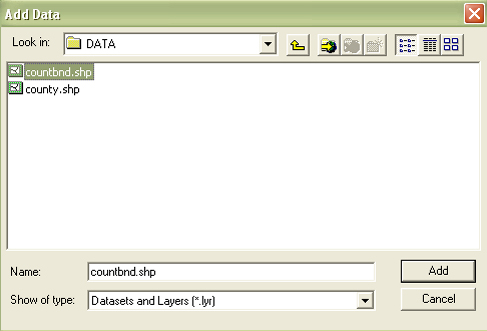 Add Data
Look in: DATA
countbnd.shp
county.shp
Name: countbnd.shp
Add
Show of type: Datasets and Layers (*.lyr)
Cancel